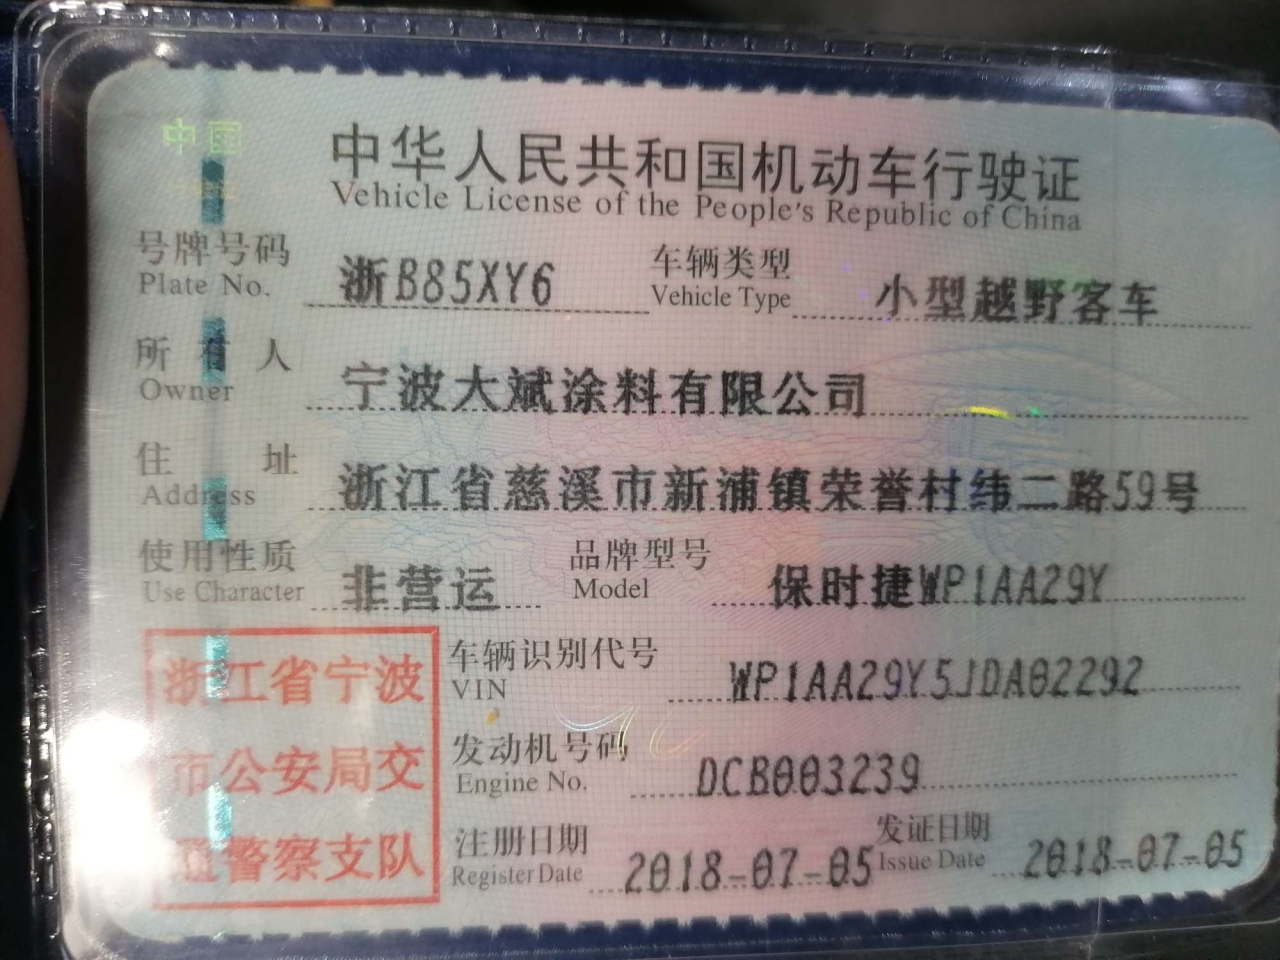 中国
中华人民共和国机动车行驶证
Vehicle License of the People's Republic of China
号牌号码 浙B85XY6 车辆类型 小型越野客车
Plate No. Vehicle Type
所有人 宁波大斌涂料有限公司
Owner
住址 浙江省慈溪市新浦镇荣誉村纬二路59号
Address
使用性质 非营运 品牌型号 保时捷WP1AA29Y
Use Character Model
浙江省宁波
市公安局交
通警察支队
车辆识别代号 WP1AA29Y5JDA02292
VIN
发动机号码 DCB003239
Engine No.
注册日期 2018-07-05 发证日期 2018-07-05
Register Date Issue Date